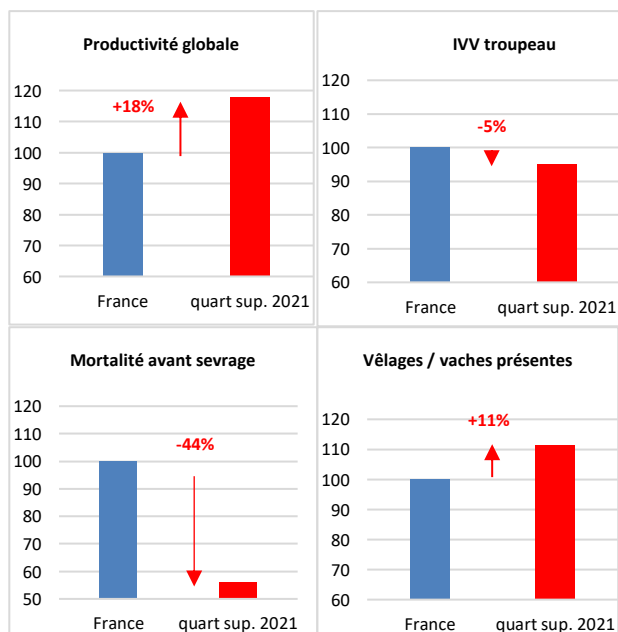 Productivité globale
120
110
100
90
80
70
60
+18%
France
quart sup. 2021
IVV troupeau
120
110
100
90
80
70
60
-5%
France
quart sup. 2021
Mortalité avant sevrage
120
110
100
90
80
70
60
50
-44%
France
quart sup. 2021
Vêlages / vaches présentes
120
110
100
90
80
70
60
+11%
France
quart sup. 2021